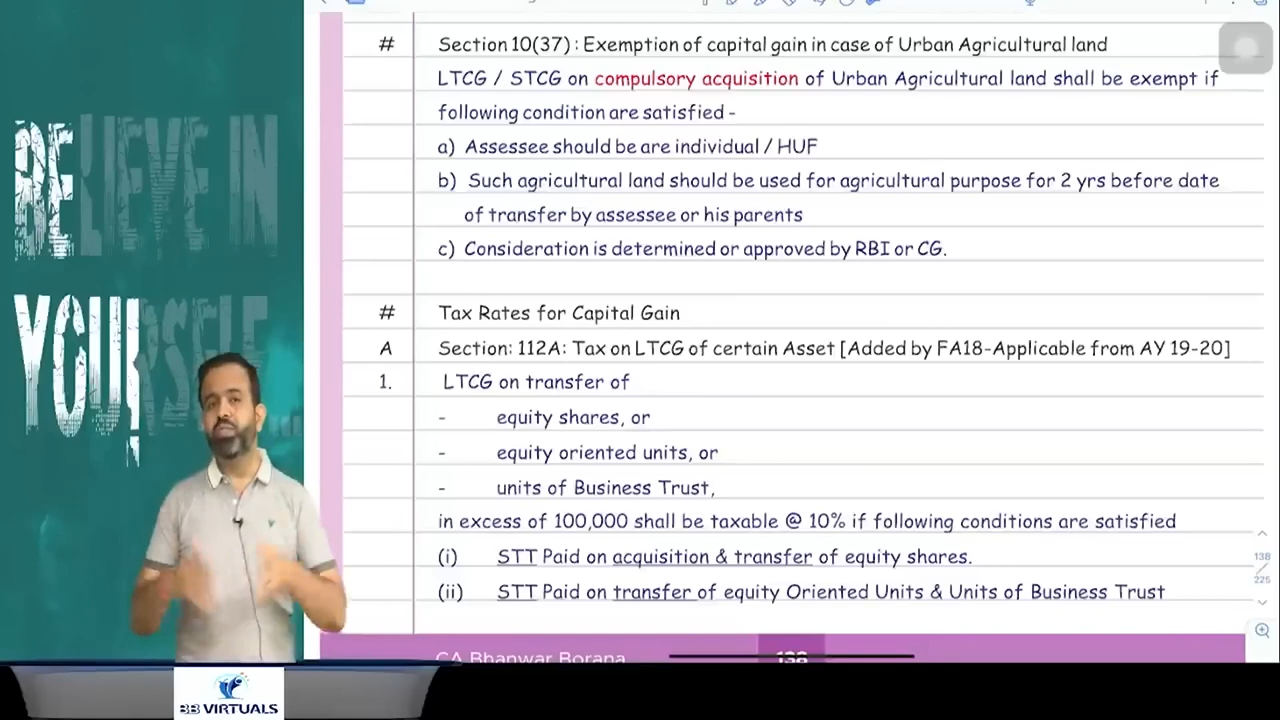 # Section 10(37) : Exemption of capital gain in case of Urban Agricultural land
LTCG / STCG on compulsory acquisition of Urban Agricultural land shall be exempt if
following condition are satisfied -
a) Assessee should be are individual / HUF
b) Such agricultural land should be used for agricultural purpose for 2 yrs before date
of transfer by assessee or his parents
c) Consideration is determined or approved by RBI or CG.
# Tax Rates for Capital Gain
A Section: 112A: Tax on LTCG of certain Asset [Added by FA18-Applicable from AY 19-20]
1. LTCG on transfer of
- equity shares, or
- equity oriented units, or
- units of Business Trust,
in excess of 100,000 shall be taxable @ 10% if following conditions are satisfied
(i) STT Paid on acquisition & transfer of equity shares.
(ii) STT Paid on transfer of equity Oriented Units & Units of Business Trust
138
225
CA Bhanwar Borana
138
BELIEVE IN
YOURSELF
BB VIRTUALS